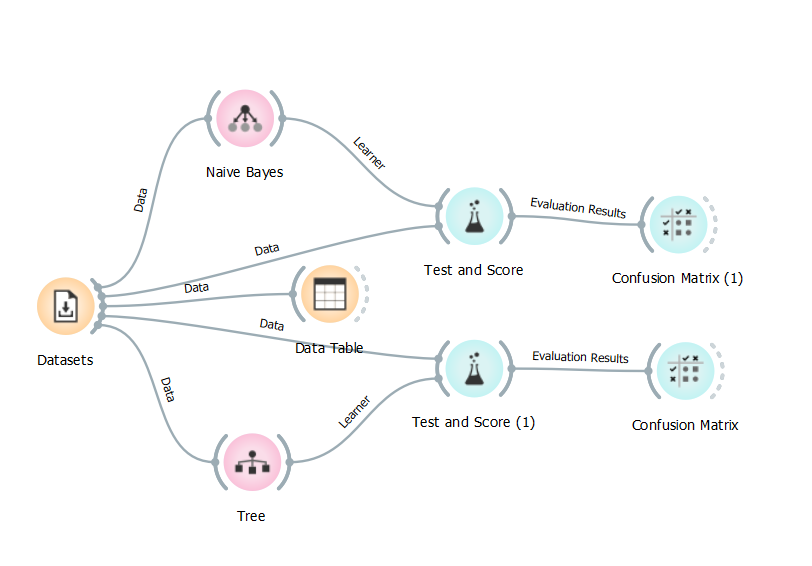 Naive Bayes
Learner
Data
Evaluation Results
Test and Score
Confusion Matrix (1)
Data
Data
Data Table
Datasets
Data
Evaluation Results
Test and Score (1)
Confusion Matrix
Data
Learner
Tree